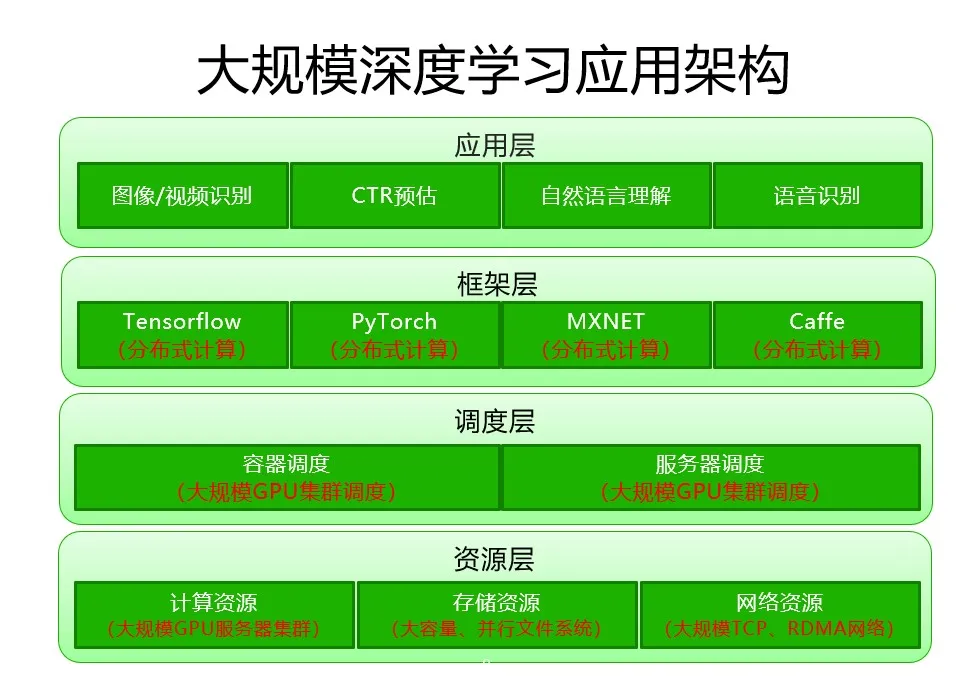 大规模深度学习应用架构
应用层
图像/视频识别
CTR预估
自然语言理解
语音识别
框架层
Tensorflow
（分布式计算）
PyTorch
（分布式计算）
MXNET
（分布式计算）
Caffe
（分布式计算）
调度层
容器调度
（大规模GPU集群调度）
服务器调度
（大规模GPU集群调度）
资源层
计算资源
（大规模GPU服务器集群）
存储资源
（大容量、并行文件系统）
网络资源
（大规模TCP、RDMA网络）